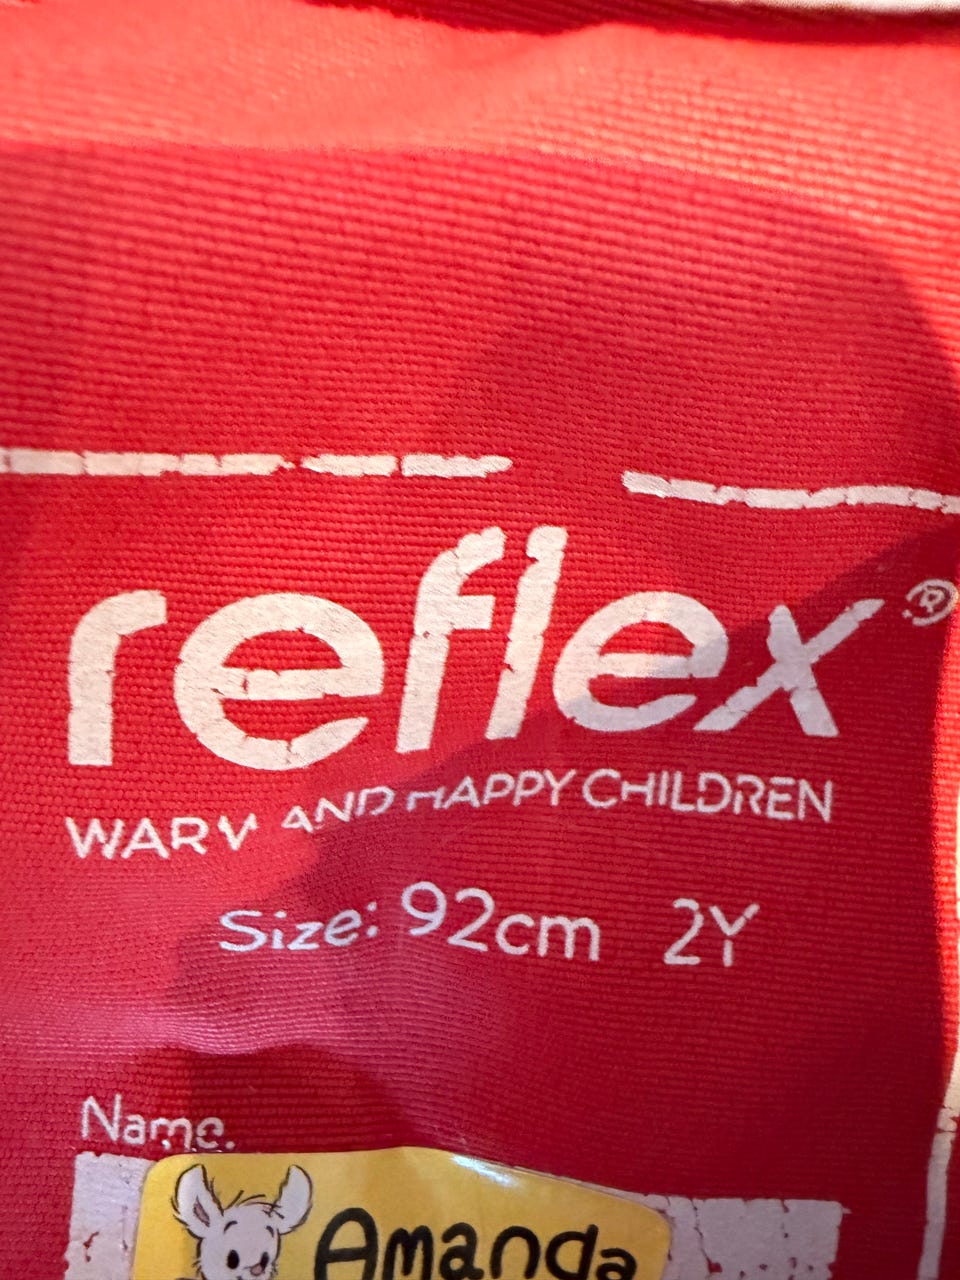 reflex®
WARM AND HAPPY CHILDREN
Size: 92cm 2Y
Name:
Amanda